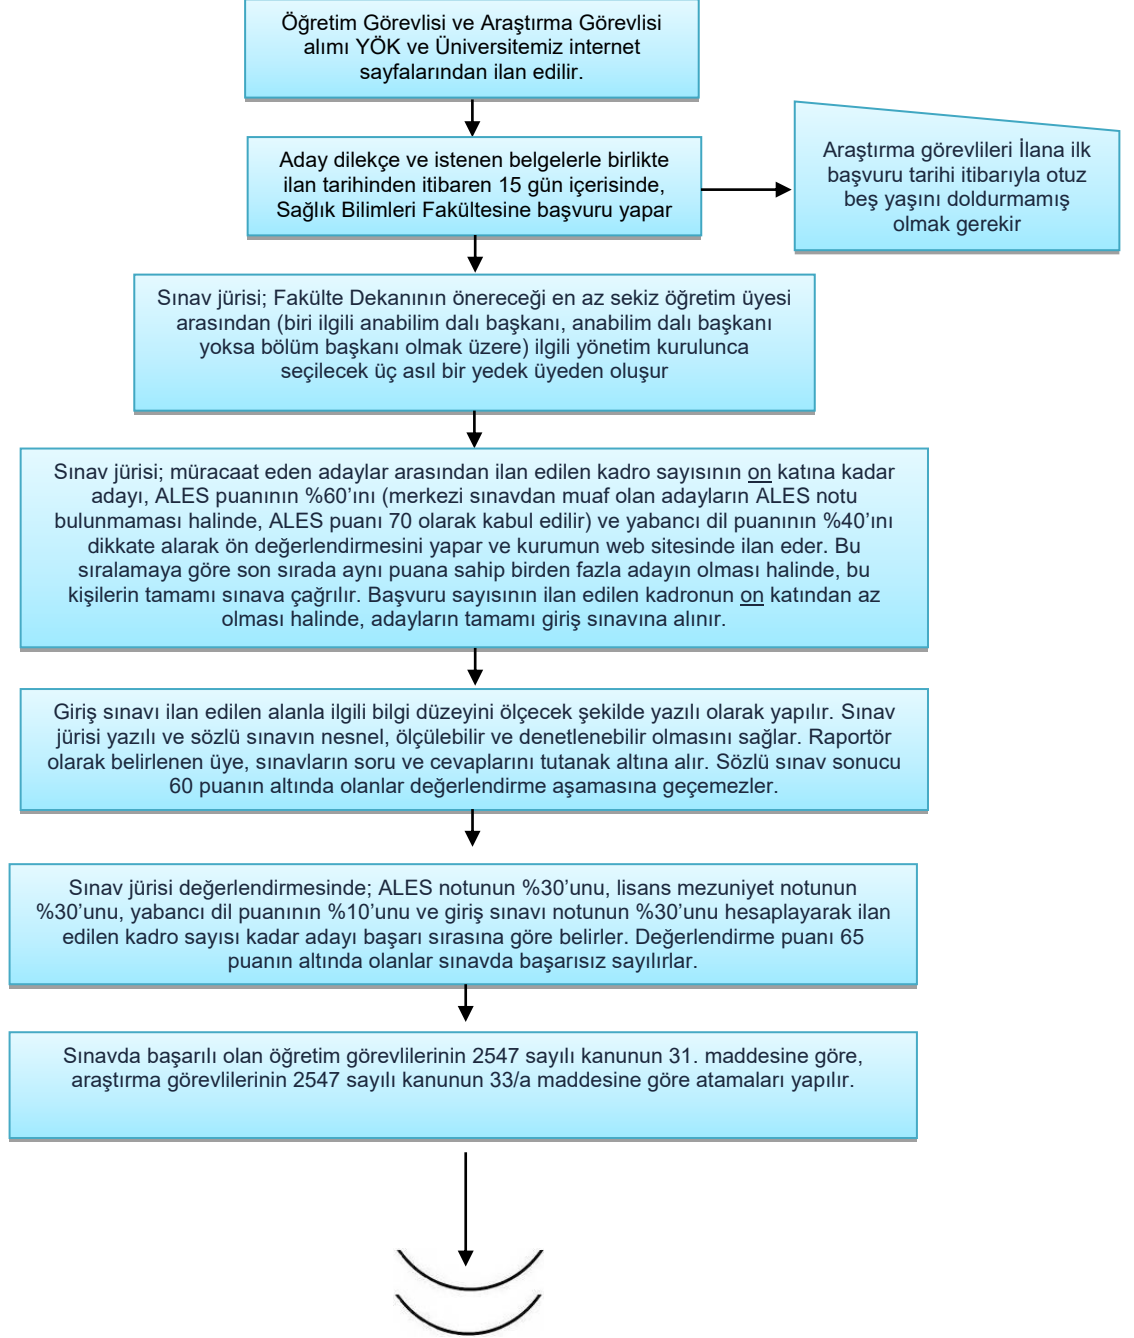 Öğretim Görevlisi ve Araştırma Görevlisi
alımı YÖK ve Üniversitemiz internet
sayfalarından ilan edilir.
Aday dilekçe ve istenen belgelerle birlikte
ilan tarihinden itibaren 15 gün içerisinde,
Sağlık Bilimleri Fakültesine başvuru yapar
Araştırma görevlileri İlana ilk
başvuru tarihi itibarıyla otuz
beş yaşını doldurmamış
olmak gerekir
Sınav jürisi; Fakülte Dekanının önereceği en az sekiz öğretim üyesi
arasından (biri ilgili anabilim dalı başkanı, anabilim dalı başkanı
yoksa bölüm başkanı olmak üzere) ilgili yönetim kurulunca
seçilecek üç asıl bir yedek üyeden oluşur
Sınav jürisi; müracaat eden adaylar arasından ilan edilen kadro sayısının on katına kadar
adayı, ALES puanının %60’ını (merkezi sınavdan muaf olan adayların ALES notu
bulunmaması halinde, ALES puanı 70 olarak kabul edilir) ve yabancı dil puanının %40’ını
dikkate alarak ön değerlendirmesini yapar ve kurumun web sitesinde ilan eder. Bu
sıralamaya göre son sırada aynı puana sahip birden fazla adayın olması halinde, bu
kişilerin tamamı sınava çağrılır. Başvuru sayısının ilan edilen kadronun on katından az
olması halinde, adayların tamamı giriş sınavına alınır.
Giriş sınavı ilan edilen alanla ilgili bilgi düzeyini ölçecek şekilde yazılı olarak yapılır. Sınav
jürisi yazılı ve sözlü sınavın nesnel, ölçülebilir ve denetlenebilir olmasını sağlar. Raportör
olarak belirlenen üye, sınavların soru ve cevaplarını tutanak altına alır. Sözlü sınav sonucu
60 puanın altında olanlar değerlendirme aşamasına geçemezler.
Sınav jürisi değerlendirmesinde; ALES notunun %30’unu, lisans mezuniyet notunun
%30’unu, yabancı dil puanının %10’unu ve giriş sınavı notunun %30’unu hesaplayarak ilan
edilen kadro sayısı kadar adayı başarı sırasına göre belirler. Değerlendirme puanı 65
puanın altında olanlar sınavda başarısız sayılırlar.
Sınavda başarılı olan öğretim görevlilerinin 2547 sayılı kanunun 31. maddesine göre,
araştırma görevlilerinin 2547 sayılı kanunun 33/a maddesine göre atamaları yapılır.